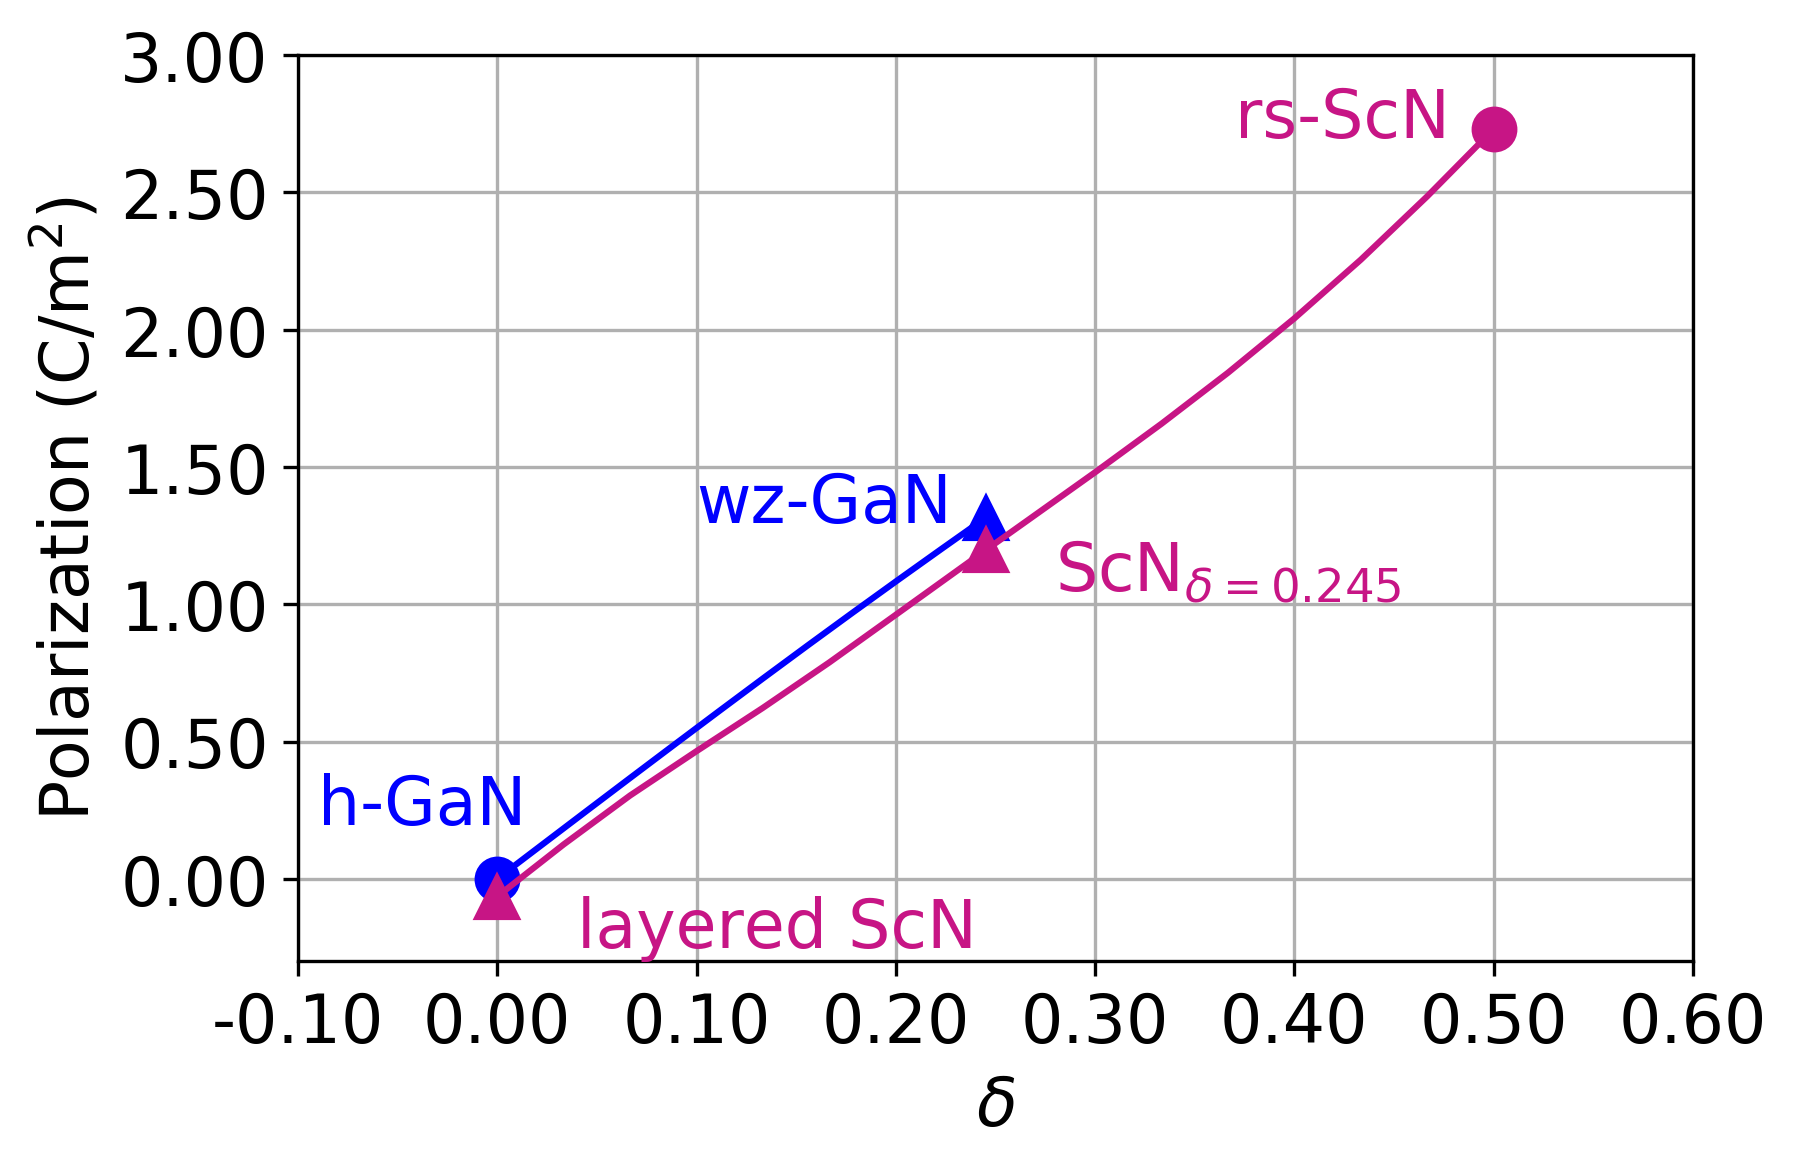 3.00
2.50
2.00
1.50
1.00
0.50
0.00
Polarization (C/m²)
rs-ScN
wz-GaN
ScN_δ = 0.245
h-GaN
layered ScN
-0.10 0.00 0.10 0.20 0.30 0.40 0.50 0.60
δ